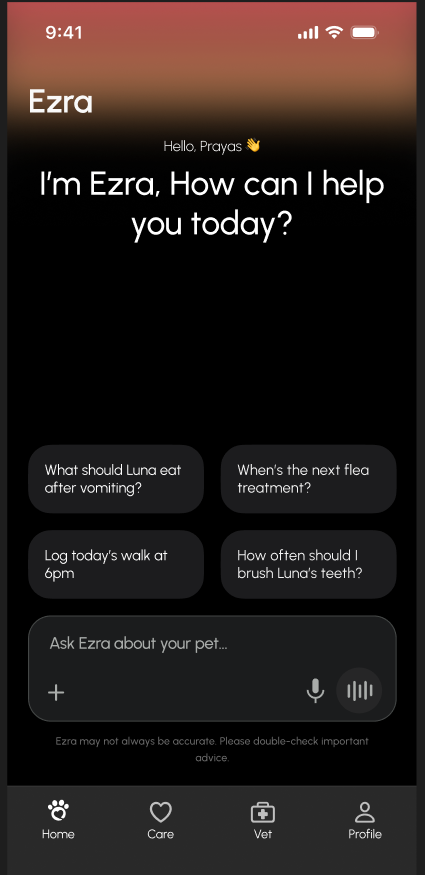 9:41
Ezra
Hello, Prayas 👋
I'm Ezra, How can I help
you today?
What should Luna eat
after vomiting?
When's the next flea
treatment?
Log today's walk at
6pm
How often should I
brush Luna's teeth?
Ask Ezra about your pet...
Ezra may not always be accurate. Please double-check important
advice.
Home
Care
Vet
Profile